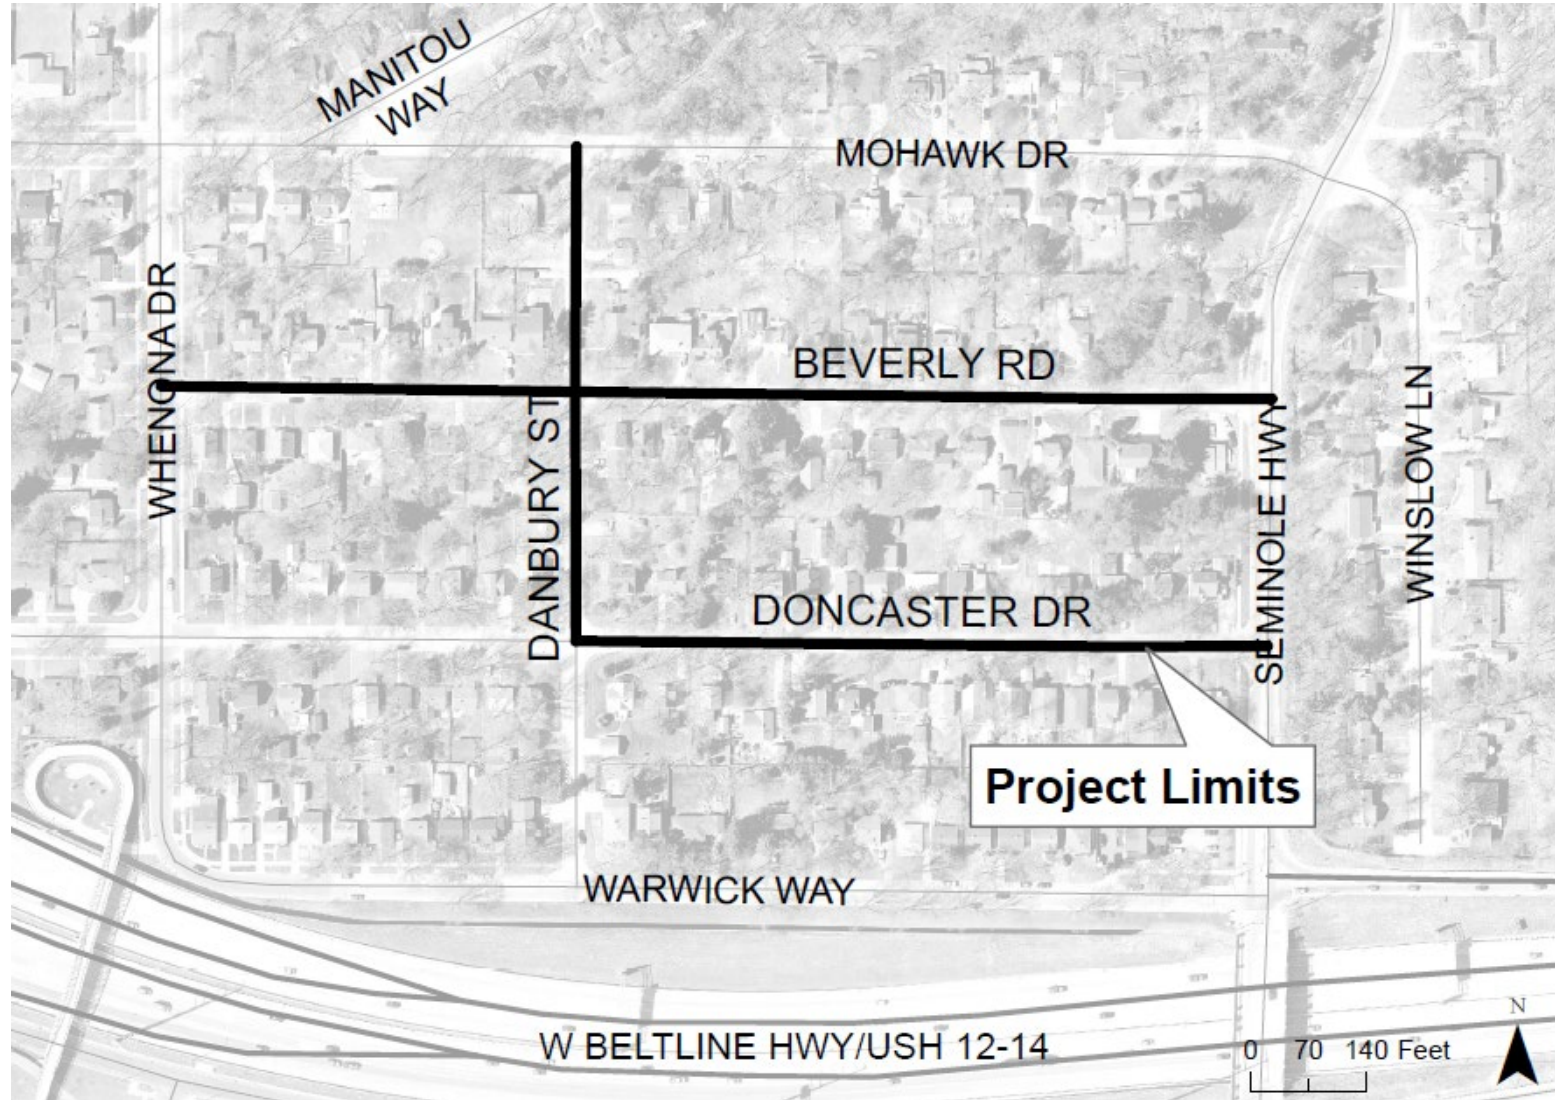 MANITOU
WAY
MOHAWK DR
WHENONA DR
BEVERLY RD
DANBURY ST
SEMINOLE HWY
WINSLOW LN
DONCASTER DR
Project Limits
WARWICK WAY
W BELTLINE HWY/USH 12-14
0 70 140 Feet
N